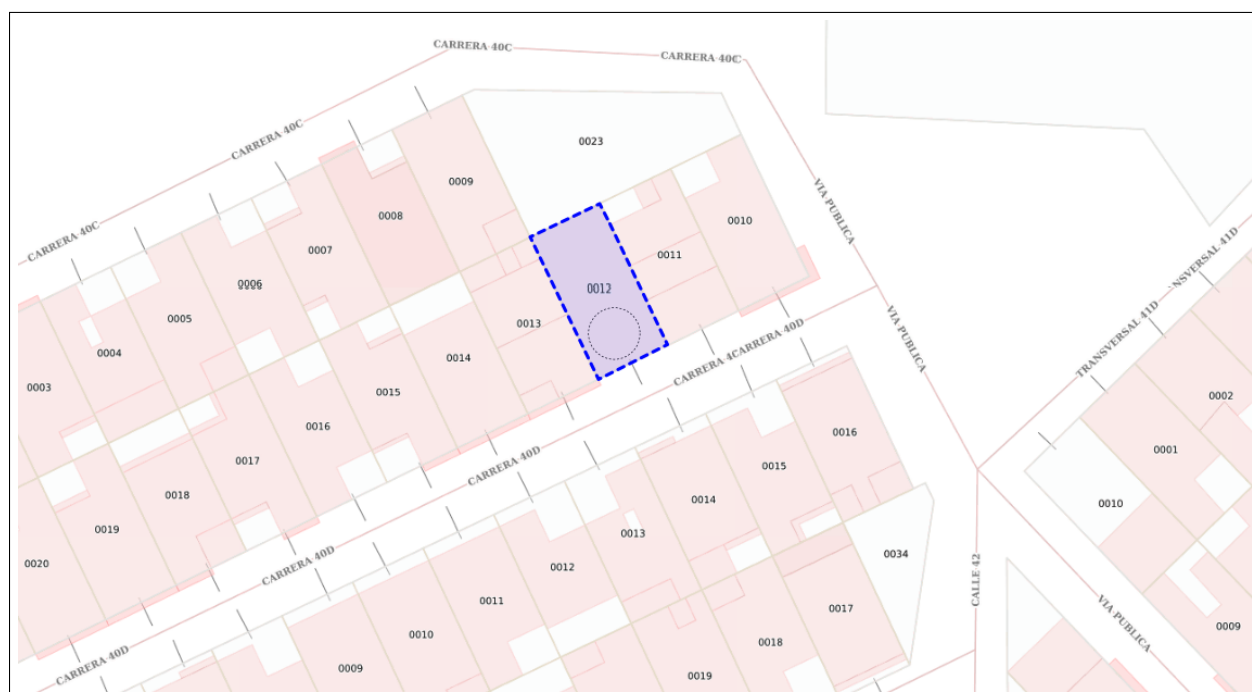 CARRERA 40C
CARRERA 40C
CARRERA 40C
CARRERA 40C
VIA PUBLICA
VIA PUBLICA
VIA PUBLICA
TRANSVERSAL 41D
NSVERSAL 41D
CALLE 42
CARRERA 4CARRERA 40D
CARRERA 40D
CARRERA 40D
CARRERA 40D
0023
0009
0008
0007
0006
0005
0004
0003
0010
0011
0012
0013
0014
0015
0016
0017
0018
0019
0020
0016
0015
0014
0013
0012
0011
0010
0009
0034
0017
0018
0019
0002
0001
0010
0009